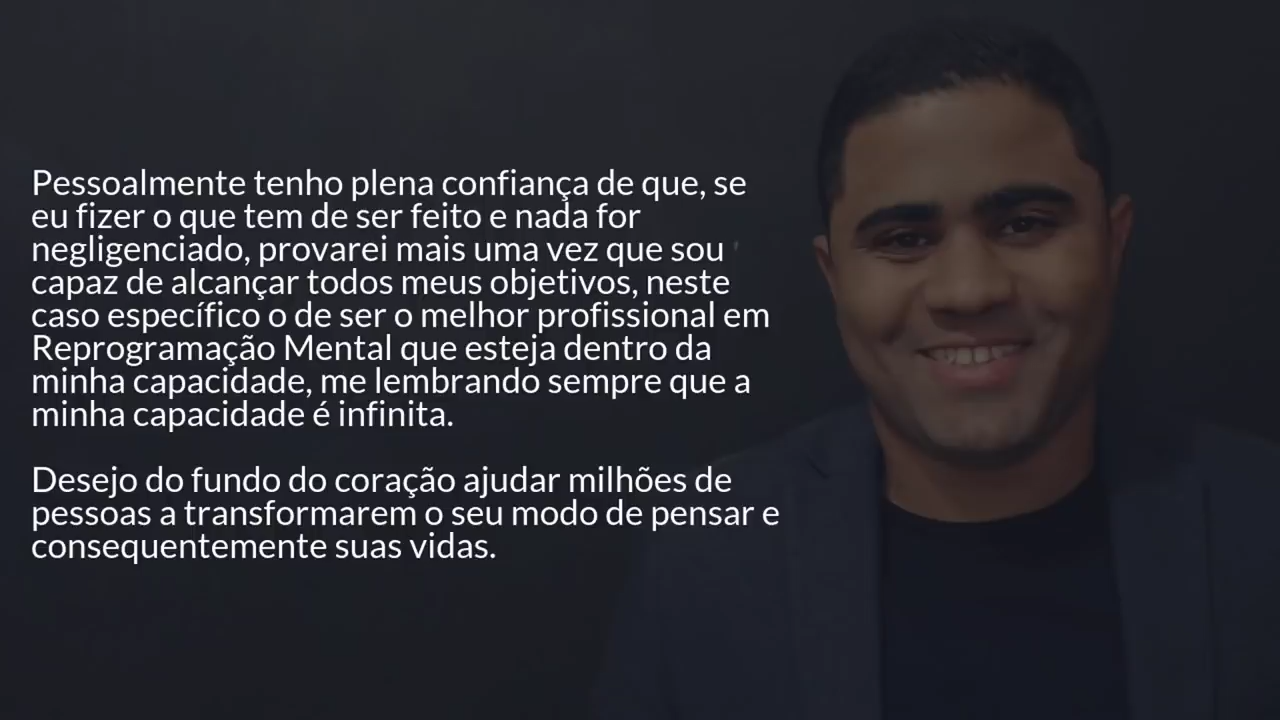 Pessoalmente tenho plena confiança de que, se
eu fizer o que tem de ser feito e nada for
negligenciado, provarei mais uma vez que sou
capaz de alcançar todos meus objetivos, neste
caso específico o de ser o melhor profissional em
Reprogramação Mental que esteja dentro da
minha capacidade, me lembrando sempre que a
minha capacidade é infinita.
Desejo do fundo do coração ajudar milhões de
pessoas a transformarem o seu modo de pensar e
consequentemente suas vidas.